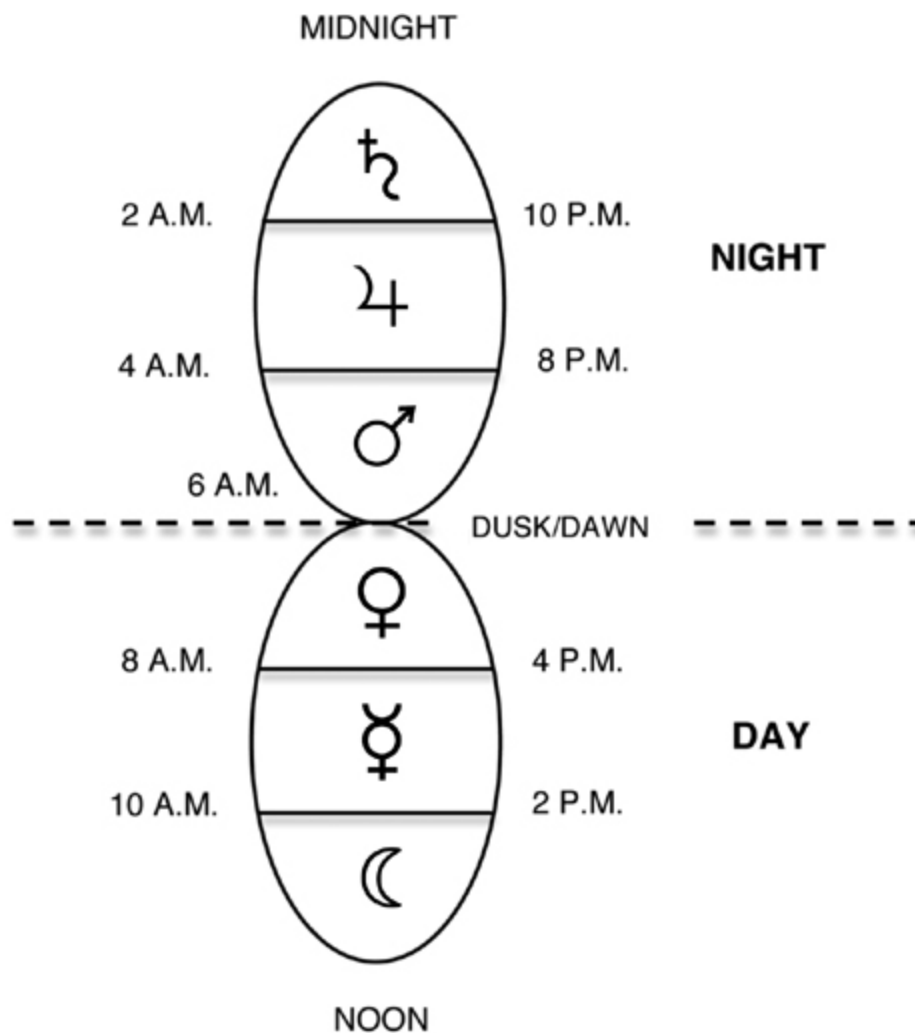 MIDNIGHT
♄
2 A.M. 10 P.M.
NIGHT
♃
4 A.M. 8 P.M.
♂
6 A.M.
DUSK/DAWN
♀
8 A.M. 4 P.M.
☿
DAY
10 A.M. 2 P.M.
☾
NOON